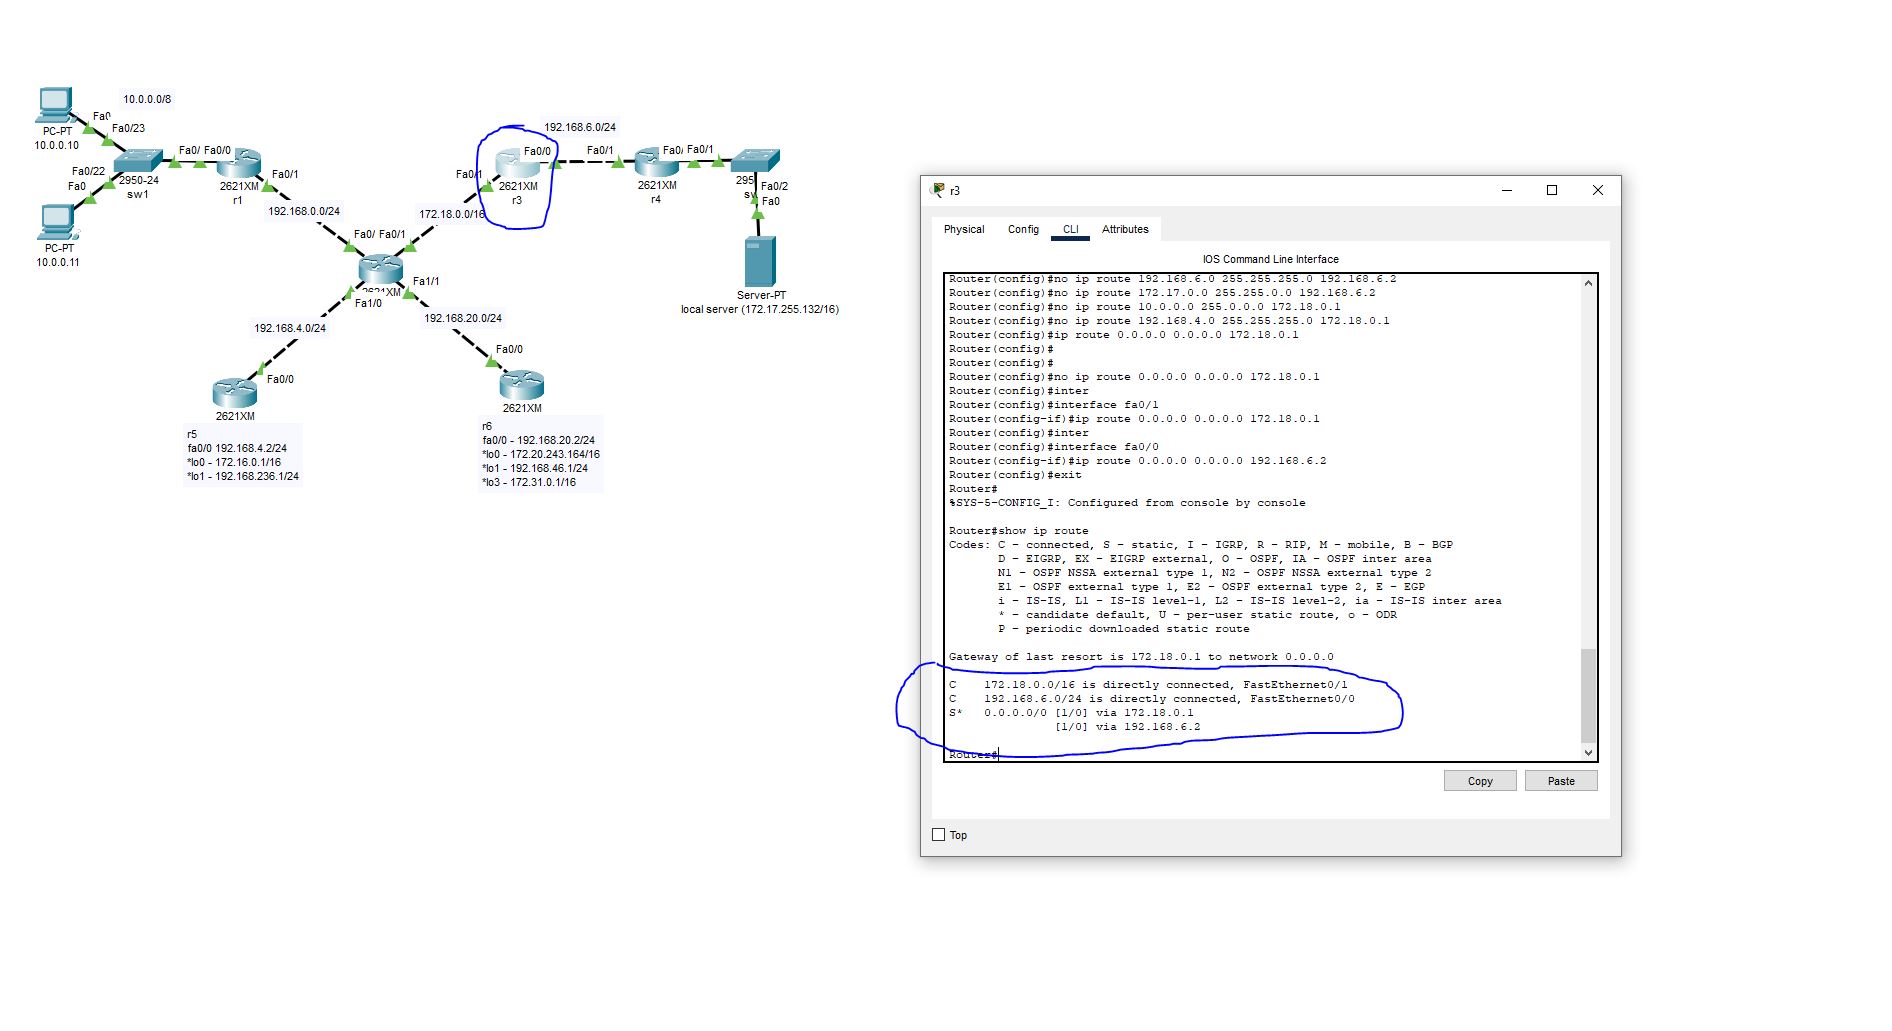 10.0.0.0/8
Fa0
Fa0/23
PC-PT
10.0.0.10
Fa0/22
Fa0
2950-24
sw1
PC-PT
10.0.0.11
Fa0/ Fa0/0
2621XM
r1
Fa0/1
192.168.0.0/24
172.18.0.0/16
Fa0/1
Fa0/0
2621XM
r3
192.168.6.0/24
Fa0/1
Fa0/ Fa0/1
2621XM
r4
295
sw
Fa0/2
Fa0
Server-PT
local server (172.17.255.132/16)
Fa0/ Fa0/1
2621XM
Fa1/0
Fa1/1
192.168.4.0/24
192.168.20.0/24
Fa0/0
2621XM
r5
fa0/0 192.168.4.2/24
*lo0 - 172.16.0.1/16
*lo1 - 192.168.236.1/24
Fa0/0
2621XM
r6
fa0/0 - 192.168.20.2/24
*lo0 - 172.20.243.164/16
*lo1 - 192.168.46.1/24
*lo3 - 172.31.0.1/16
r3
Physical Config CLI Attributes
IOS Command Line Interface
Router(config)#no ip route 192.168.6.0 255.255.255.0 192.168.6.2
Router(config)#no ip route 172.17.0.0 255.255.0.0 192.168.6.2
Router(config)#no ip route 10.0.0.0 255.0.0.0 172.18.0.1
Router(config)#no ip route 192.168.4.0 255.255.255.0 172.18.0.1
Router(config)#ip route 0.0.0.0 0.0.0.0 172.18.0.1
Router(config)#
Router(config)#
Router(config)#no ip route 0.0.0.0 0.0.0.0 172.18.0.1
Router(config)#inter
Router(config)#interface fa0/1
Router(config-if)#ip route 0.0.0.0 0.0.0.0 172.18.0.1
Router(config)#inter
Router(config)#interface fa0/0
Router(config-if)#ip route 0.0.0.0 0.0.0.0 192.168.6.2
Router(config)#exit
Router#
%SYS-5-CONFIG_I: Configured from console by console
Router#show ip route
Codes: C - connected, S - static, I - IGRP, R - RIP, M - mobile, B - BGP
D - EIGRP, EX - EIGRP external, O - OSPF, IA - OSPF inter area
N1 - OSPF NSSA external type 1, N2 - OSPF NSSA external type 2
E1 - OSPF external type 1, E2 - OSPF external type 2, E - EGP
i - IS-IS, L1 - IS-IS level-1, L2 - IS-IS level-2, ia - IS-IS inter area
* - candidate default, U - per-user static route, o - ODR
P - periodic downloaded static route
Gateway of last resort is 172.18.0.1 to network 0.0.0.0
C 172.18.0.0/16 is directly connected, FastEthernet0/1
C 192.168.6.0/24 is directly connected, FastEthernet0/0
S* 0.0.0.0/0 [1/0] via 172.18.0.1
[1/0] via 192.168.6.2
Router#
Copy Paste
Top